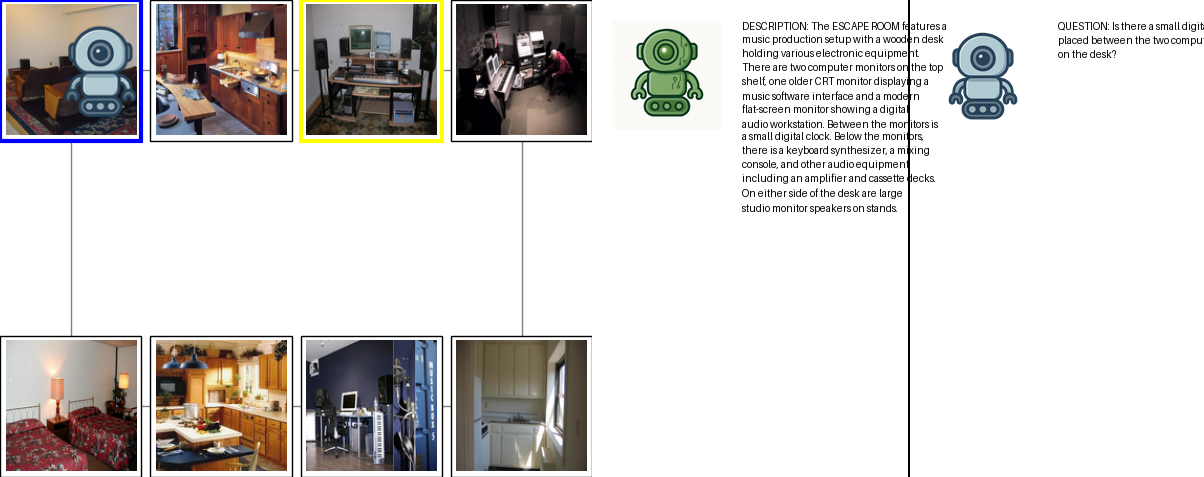 DESCRIPTION: The ESCAPE ROOM features a
music production setup with a wooden desk
holding various electronic equipment.
There are two computer monitors on the top
shelf, one older CRT monitor displaying a
music software interface and a modern
flat-screen monitor showing a digital
audio workstation. Between the monitors is
a small digital clock. Below the monitors,
there is a keyboard synthesizer, a mixing
console, and other audio equipment
including an amplifier and cassette decks.
On either side of the desk are large
studio monitor speakers on stands.
QUESTION: Is there a small digit
placed between the two compu
on the desk?
MUSIC BOX 5